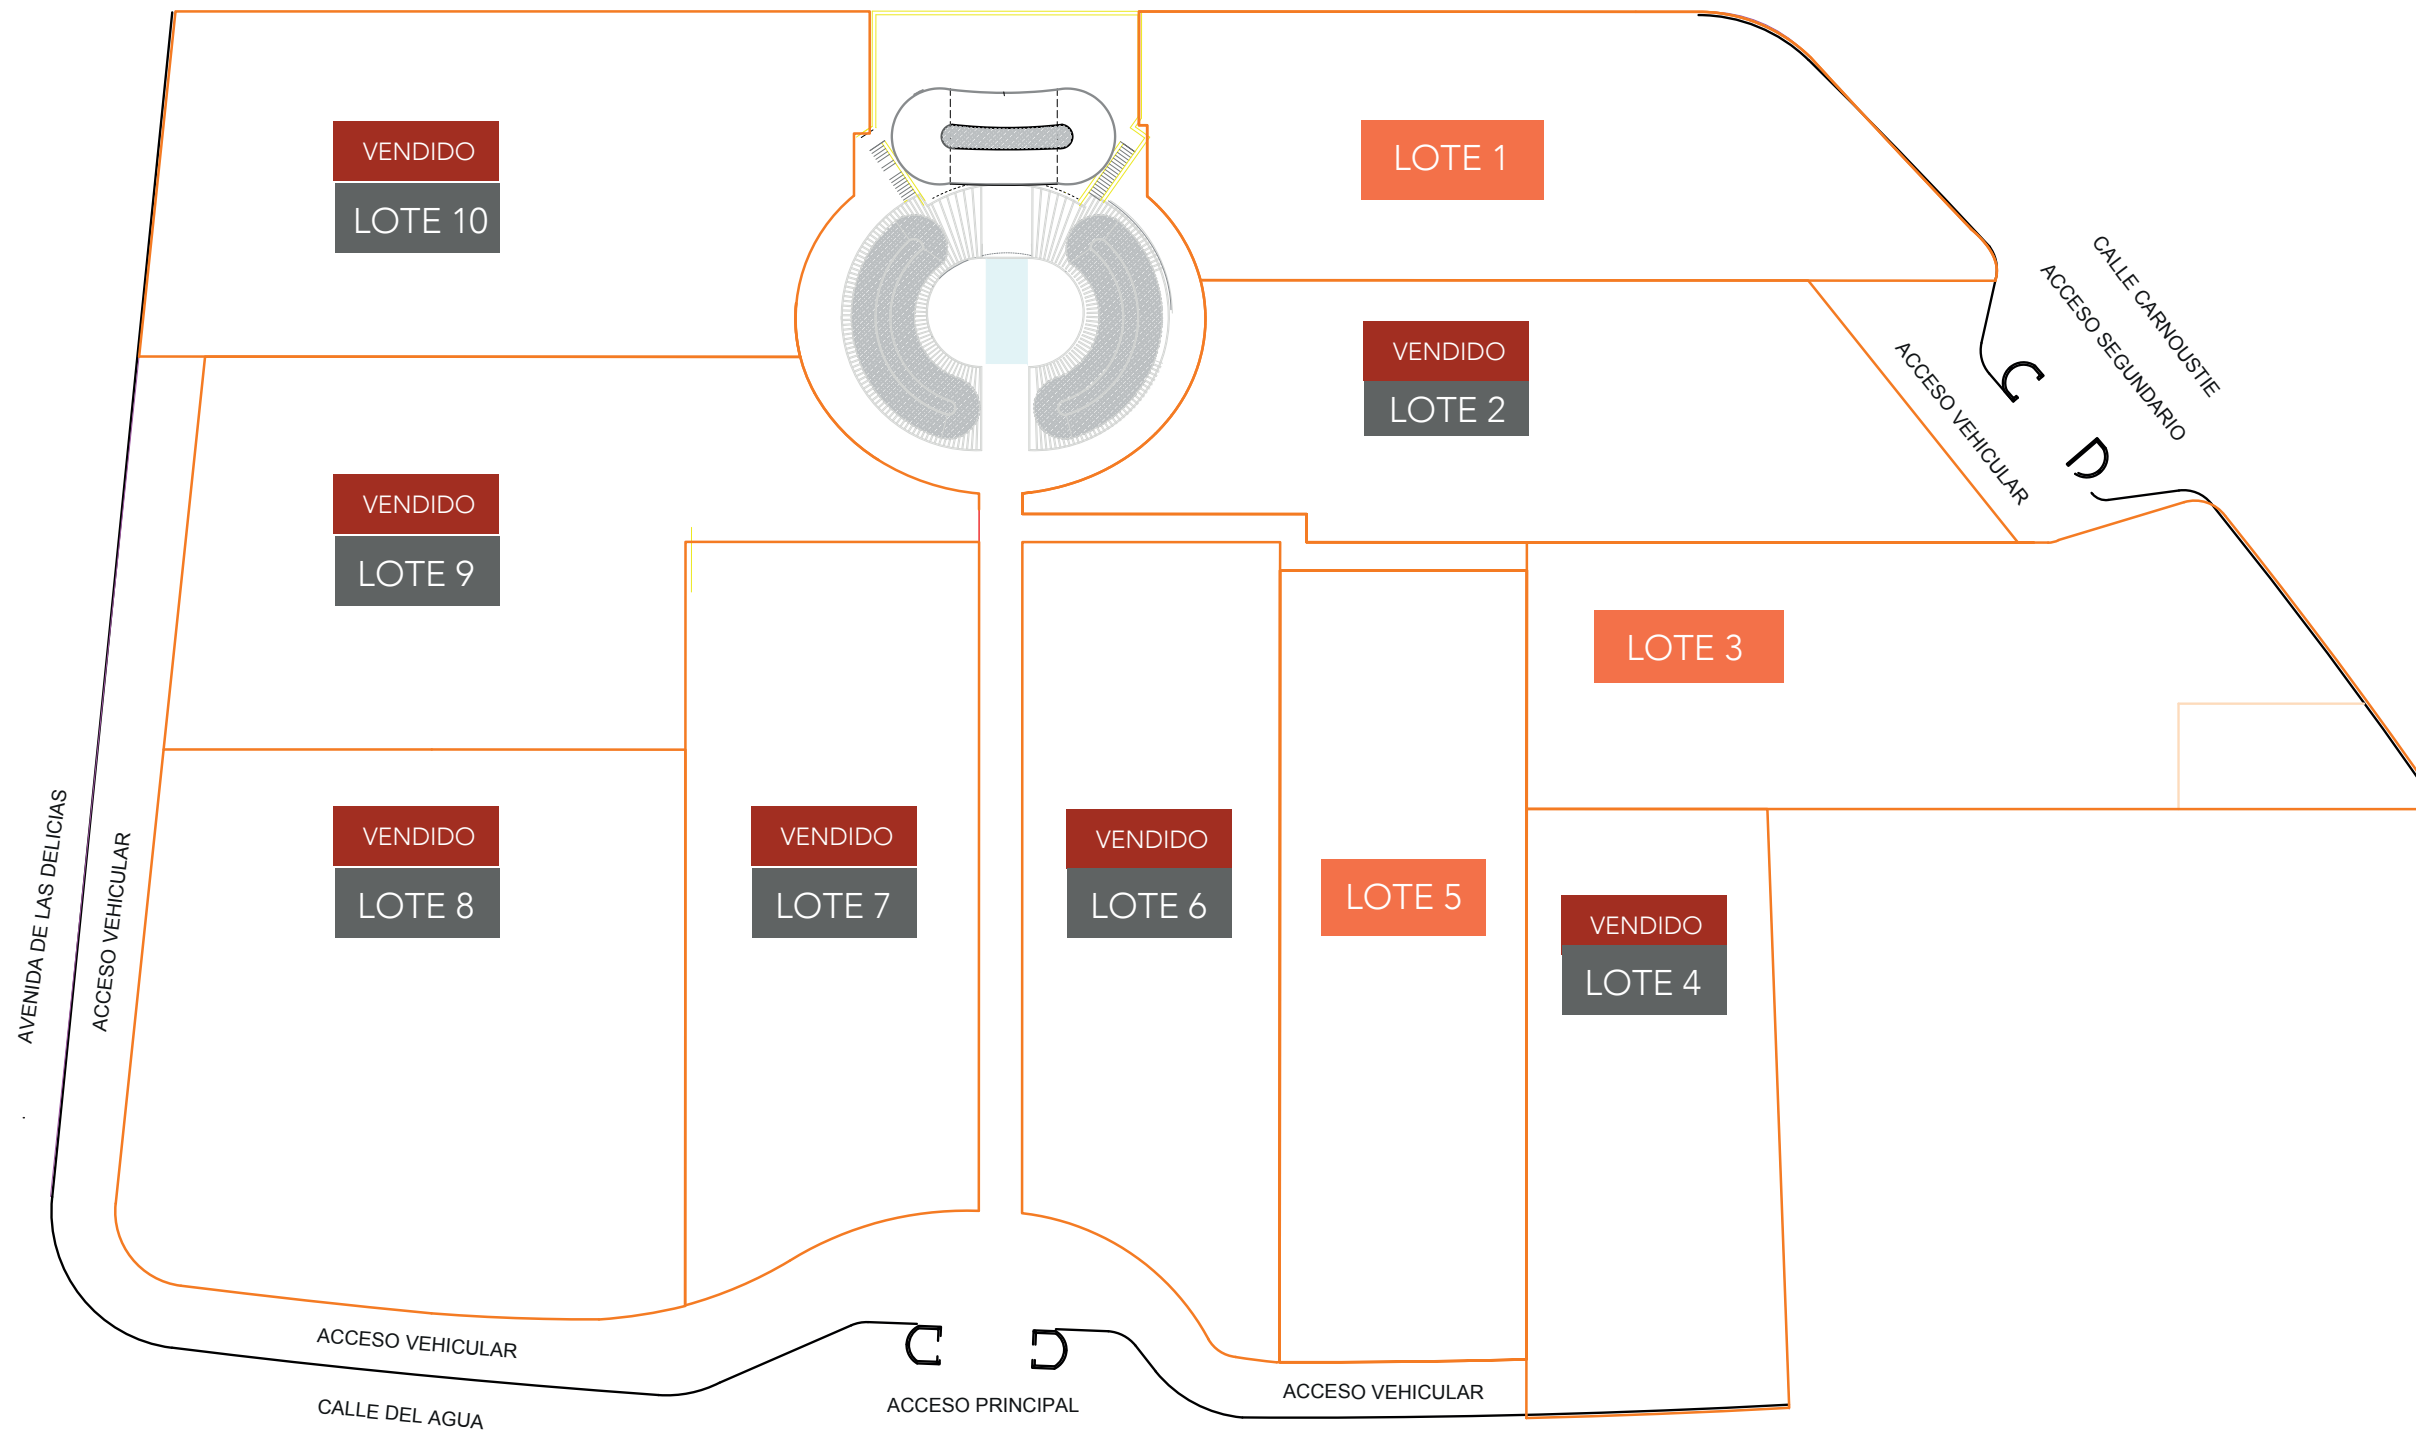 VENDIDO
LOTE 10
LOTE 1
VENDIDO
LOTE 2
CALLE CARNOUSTIE
ACCESO SEGUNDARIO
ACCESO VEHICULAR
VENDIDO
LOTE 9
LOTE 3
VENDIDO
LOTE 8
VENDIDO
LOTE 7
VENDIDO
LOTE 6
LOTE 5
VENDIDO
LOTE 4
AVENIDA DE LAS DELICIAS
ACCESO VEHICULAR
ACCESO VEHICULAR
CALLE DEL AGUA
ACCESO PRINCIPAL
ACCESO VEHICULAR